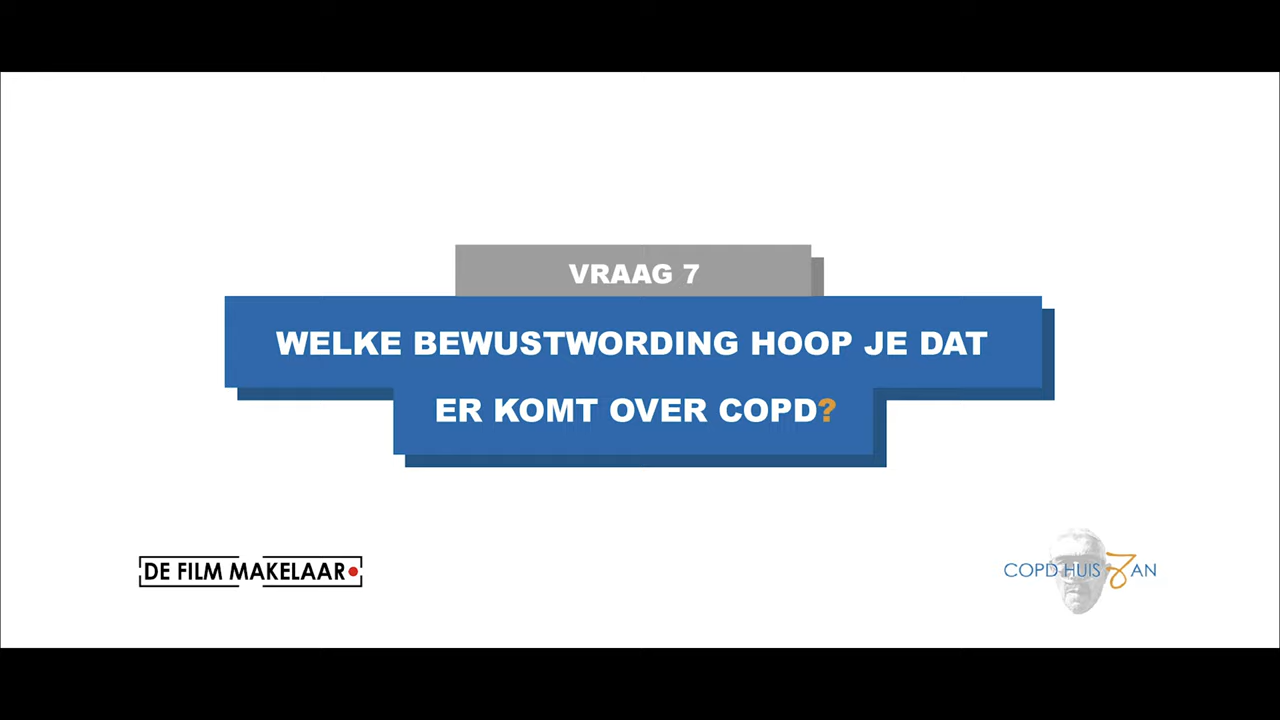 VRAAG 7
WELKE BEWUSTWORDING HOOP JE DAT
ER KOMT OVER COPD?
DE FILM MAKELAAR
COPD HUIS JAN